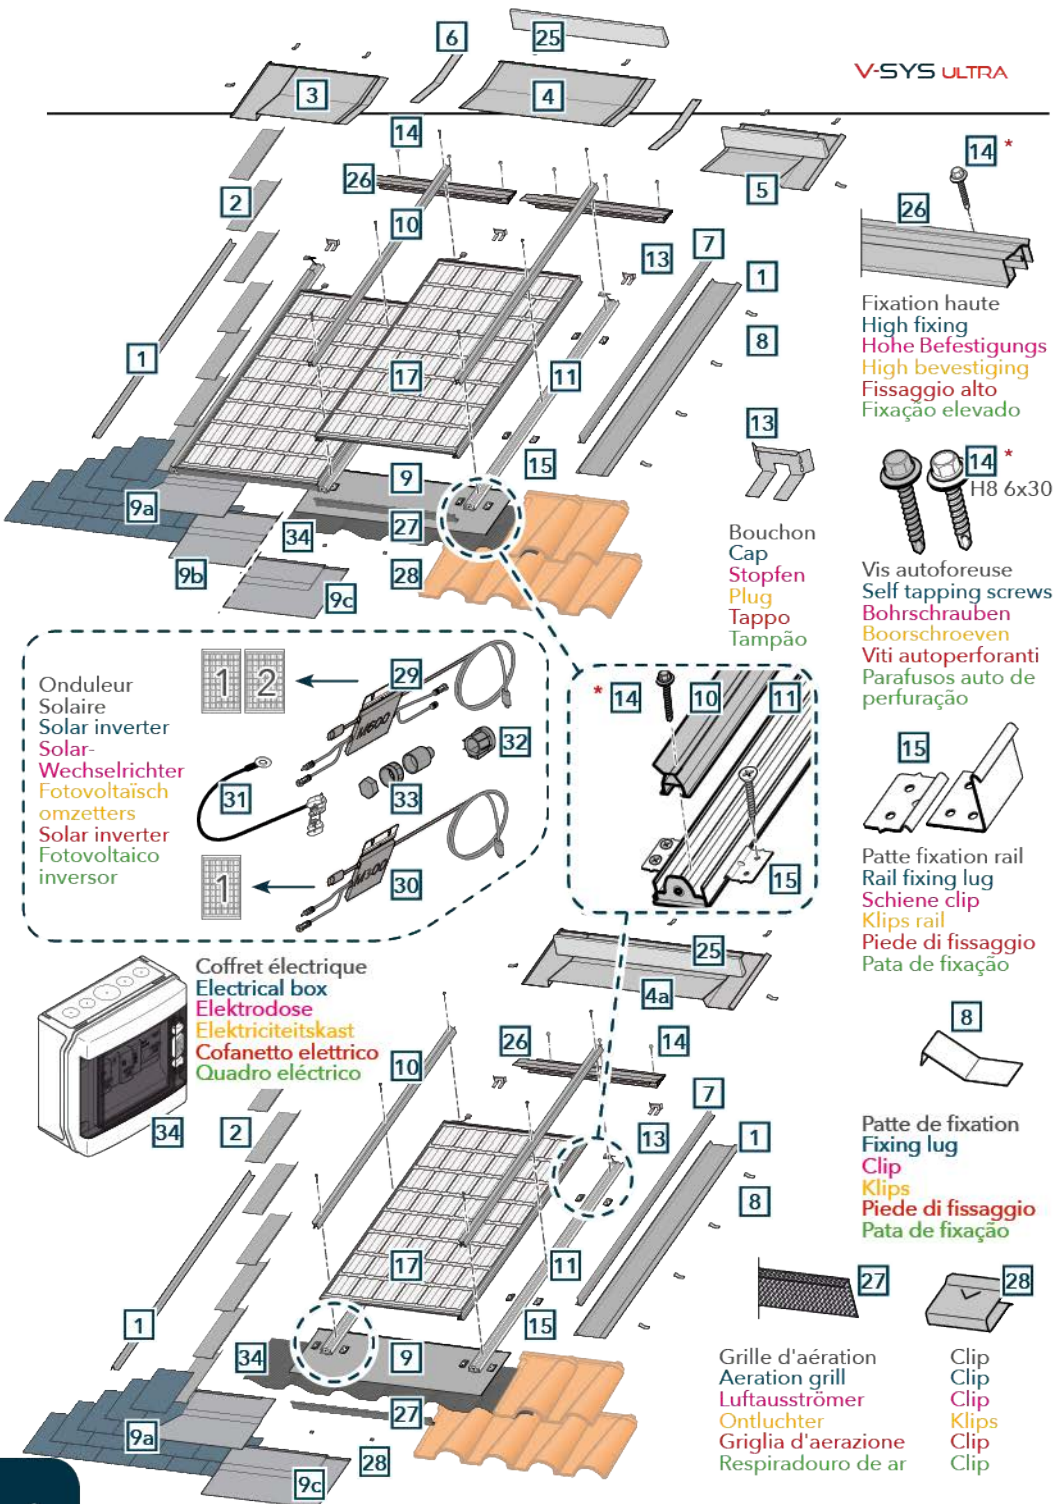 6
25
V-SYS ULTRA
3
4
14
14 *
26
5
2
26
10
7
13
1
Fixation haute
High fixing
Hohe Befestigungs
High bevestiging
Fissaggio alto
Fixação elevado
8
1
17
11
13
14 *
H8 6x30
9
15
9a
27
34
9b
28
9c
Bouchon
Cap
Stopfen
Plug
Tappo
Tampão
Vis autoforeuse
Self tapping screws
Bohrschrauben
Boorschroeven
Viti autoperforanti
Parafusos auto de
perfuração
Onduleur
Solaire
Solar inverter
Solar-
Wechselrichter
Fotovoltaïsch
omzetters
Solar inverter
Fotovoltaico
inversor
1 2
29
M600
32
31
33
1
M300
30
* 14
10
11
15
15
Patte fixation rail
Rail fixing lug
Schiene clip
Klips rail
Piede di fissaggio
Pata de fixação
25
4a
Coffret électrique
Electrical box
Elektrodose
Elektriciteitskast
Cofanetto elettrico
Quadro eléctrico
34
8
Patte de fixation
Fixing lug
Clip
Klips
Piede di fissaggio
Pata de fixação
10
26
14
2
7
13
1
8
17
11
1
15
34
9
27
9a
28
9c
27
28
Grille d'aération
Aeration grill
Luftausströmer
Ontluchter
Griglia d'aerazione
Respiradouro de ar
Clip
Clip
Clip
Klips
Clip
Clip